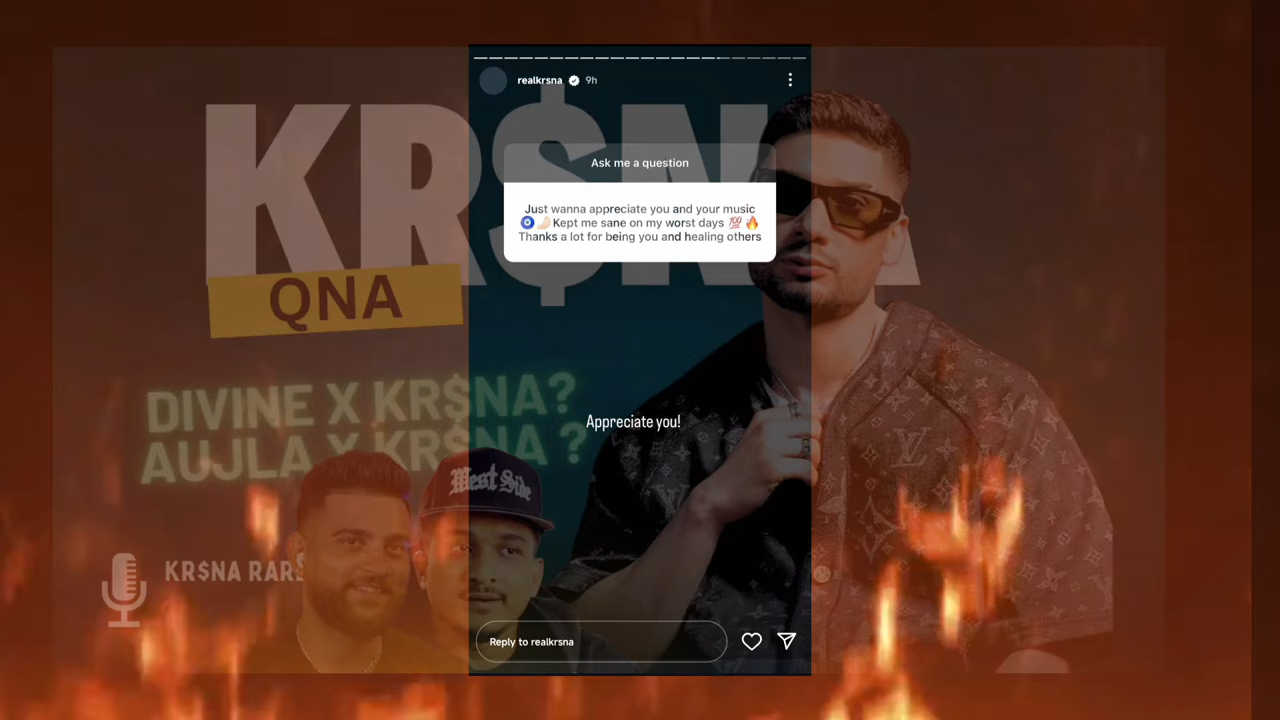 realkrsna 9h
KR$NA
Ask me a question
Just wanna appreciate you and your music
🧿🫶🏻Kept me sane on my worst days 💯 🔥
Thanks a lot for being you and healing others
QNA
DIVINE X KR$NA?
AUJLA X KR$NA ?
Appreciate you!
West Side
KR$NA
Reply to realkrsna